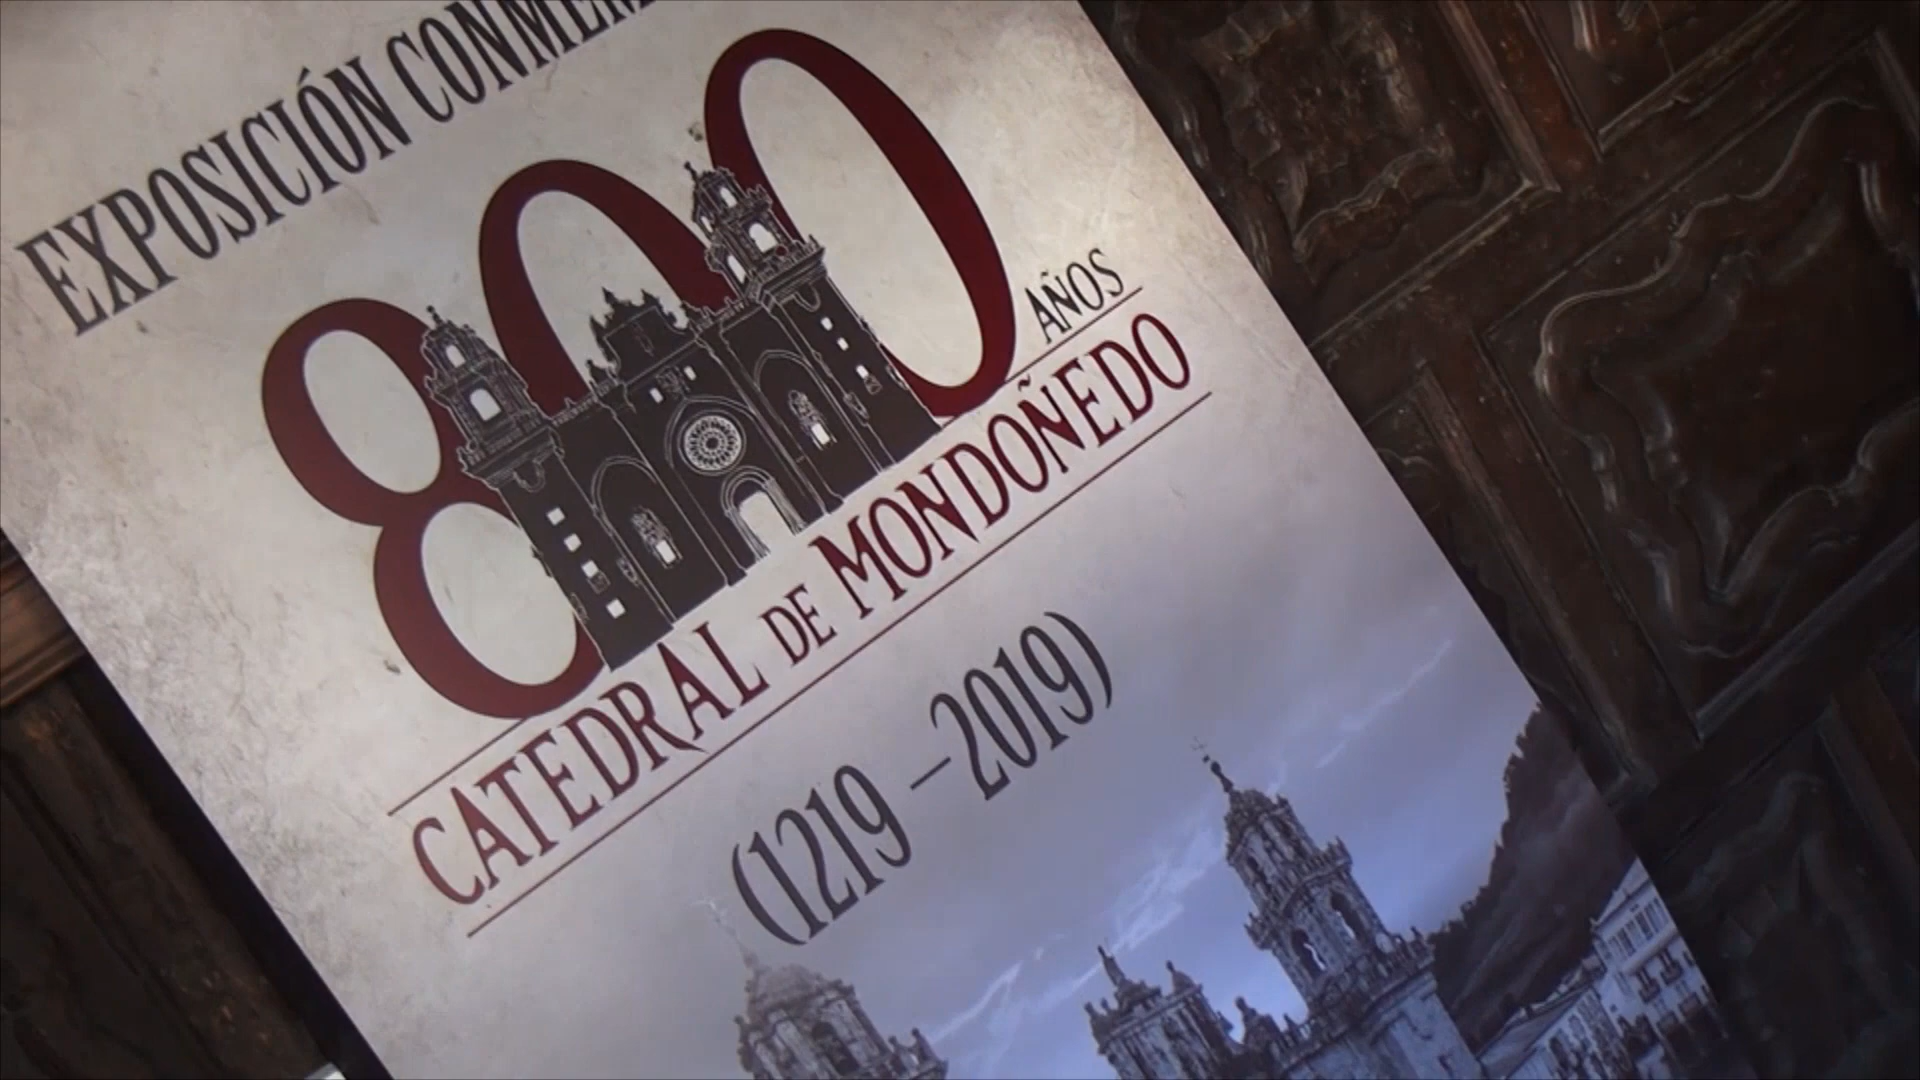 EXPOSICIÓN
800
AÑOS
CATEDRAL DE MONDOÑEDO
(1219 - 2019)